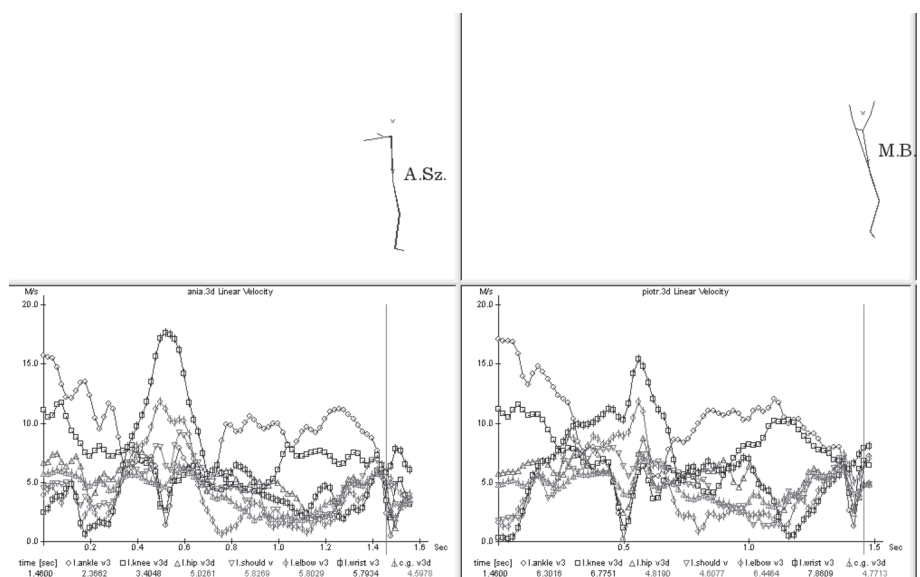 A.Sz.
M.B.
M/s ania.3d Linear Velocity
20.0
15.0
10.0
5.0
0.0
0.2 0.4 0.6 0.8 1.0 1.2 1.4 1.6 Sec
time [sec] l.ankle v3 l.knee v3d l.hip v3d l.should v l.elbow v3 l.wrist v3 c.g. v3d
1.4600 2.3662 3.4048 5.0261 5.8269 5.8029 5.7934 4.5978
M/s piotr.3d Linear Velocity
20.0
15.0
10.0
5.0
0.0
0.5 1.0 1.5 Sec
time [sec] l.ankle v3 l.knee v3d l.hip v3d l.should v l.elbow v3 l.wrist v3 c.g. v3d
1.4600 6.3016 6.7751 4.8190 4.6077 6.4464 7.8609 4.7713